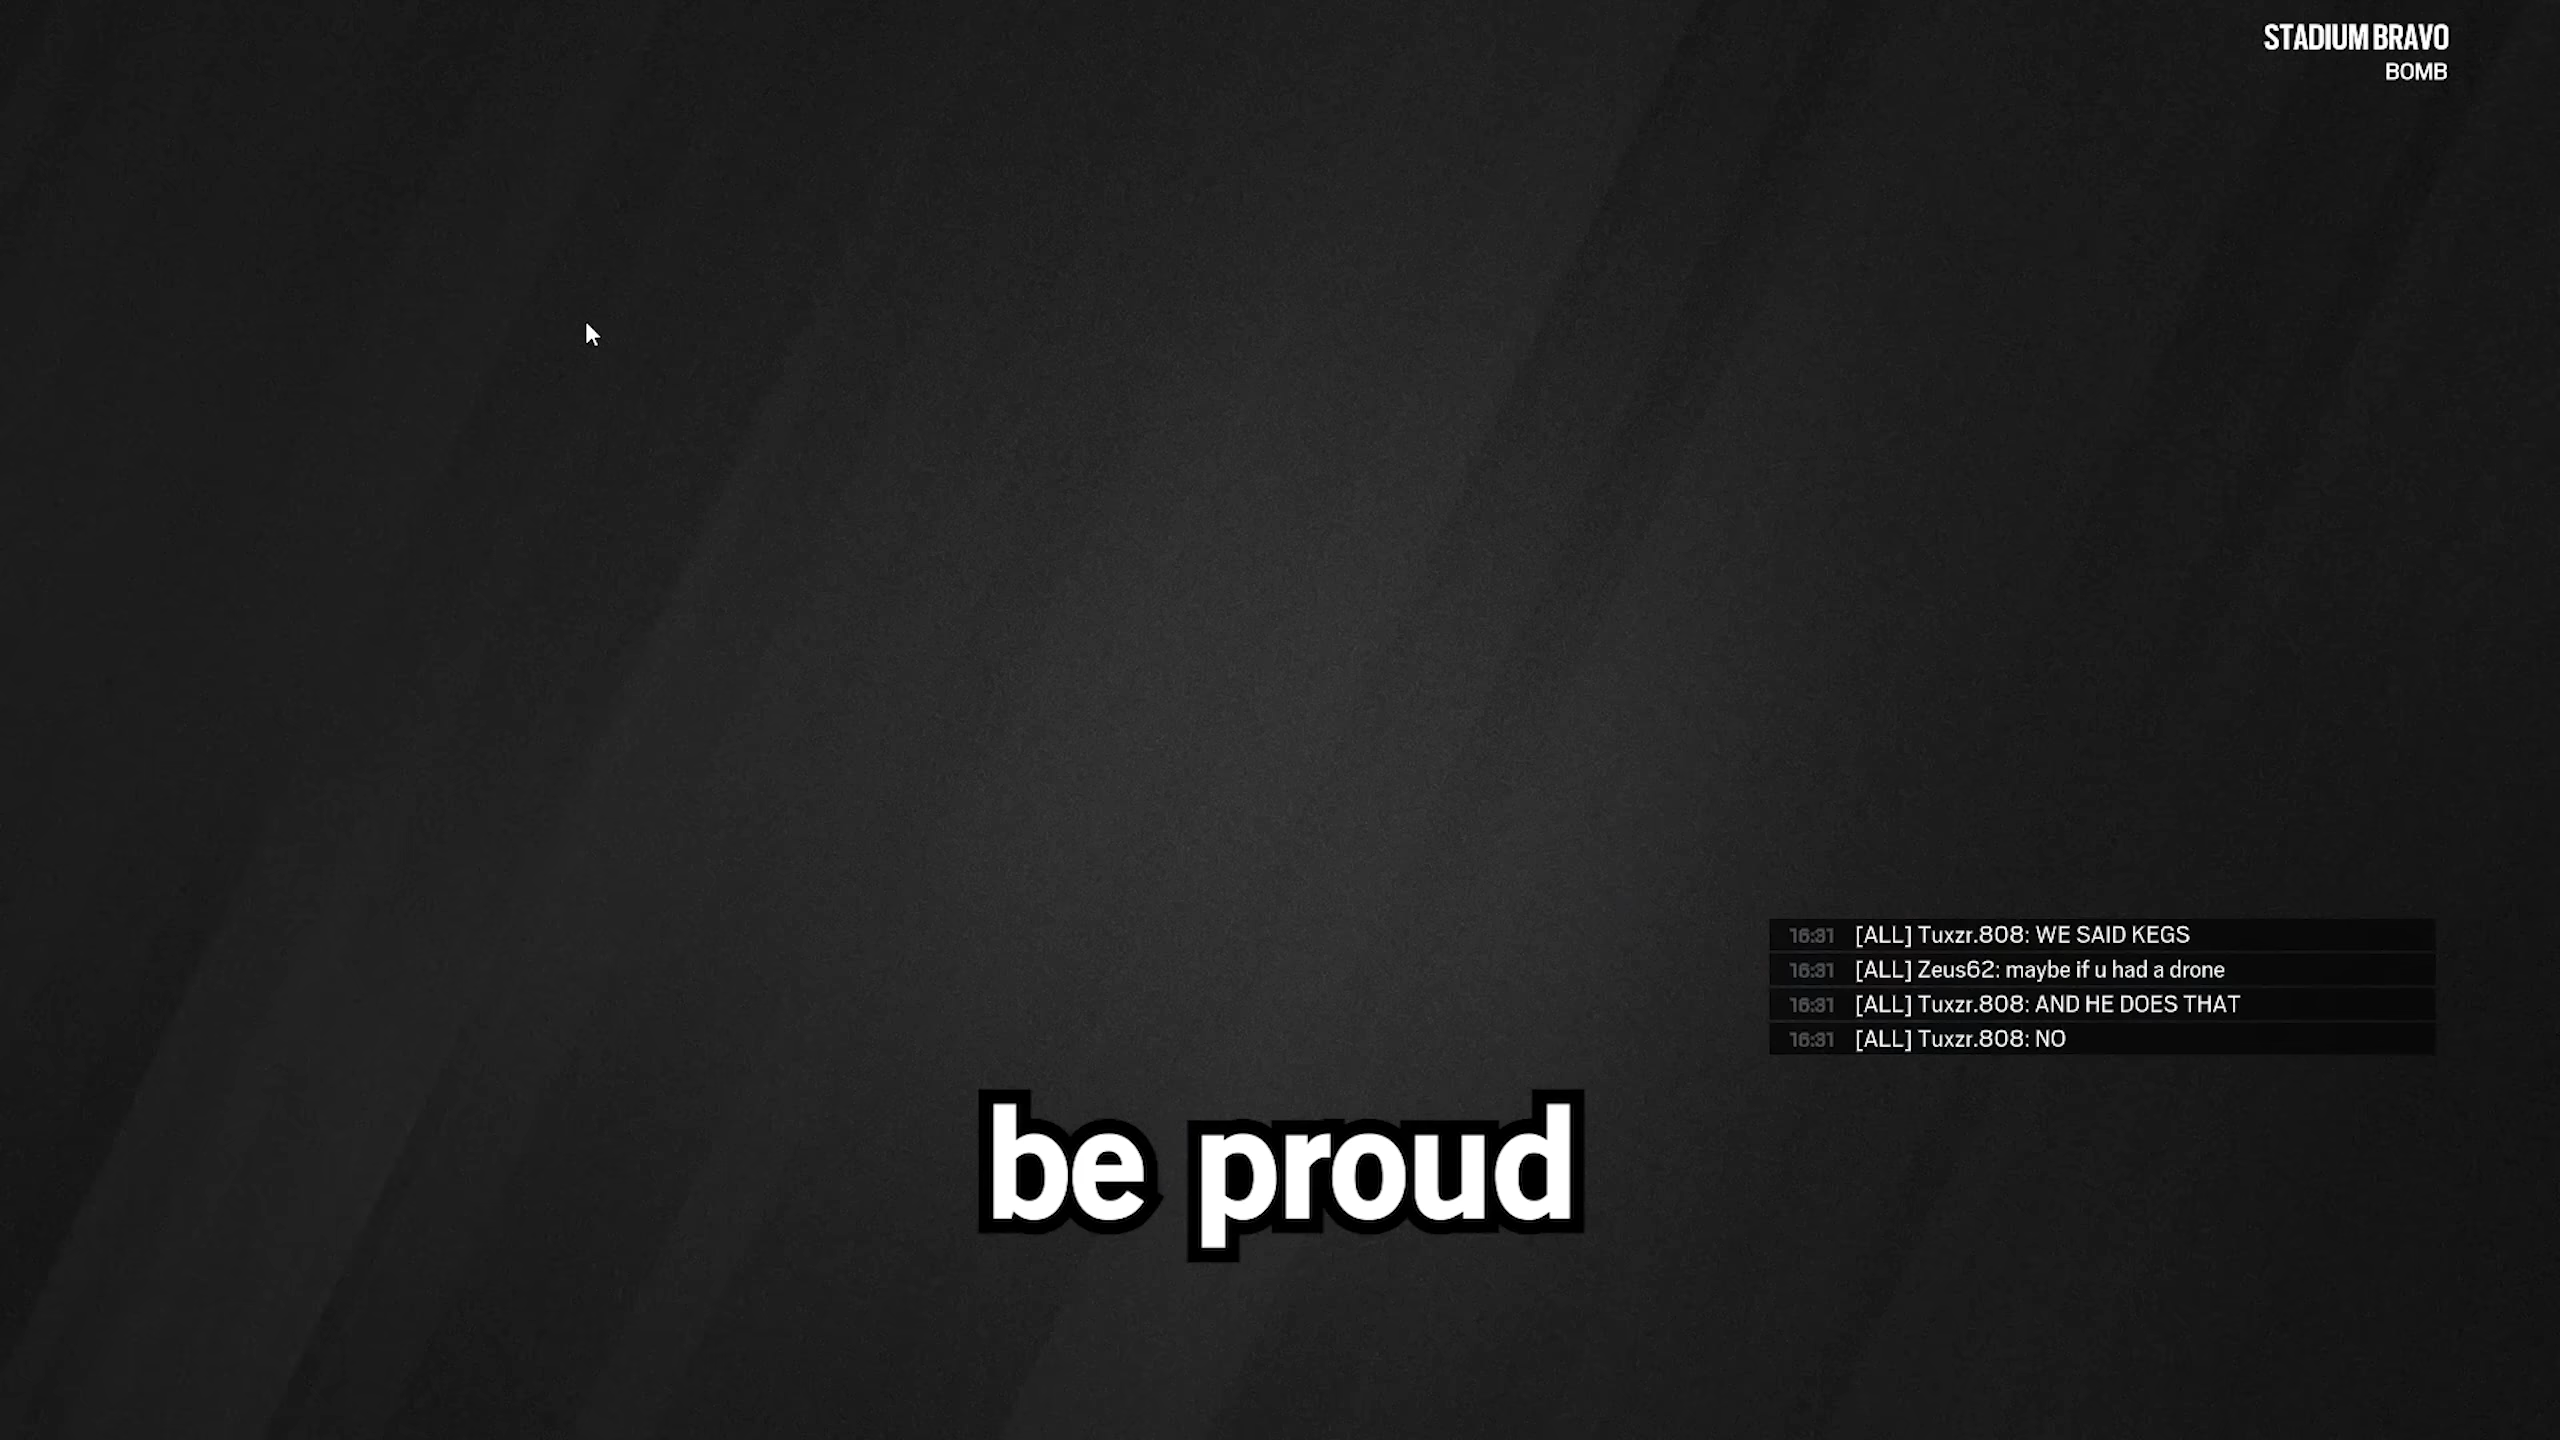 STADIUM BRAVO
BOMB
16:31 [ALL] Tuxzr.808: WE SAID KEGS
16:31 [ALL] Zeus62: maybe if u had a drone
16:31 [ALL] Tuxzr.808: AND HE DOES THAT
16:31 [ALL] Tuxzr.808: NO
be proud